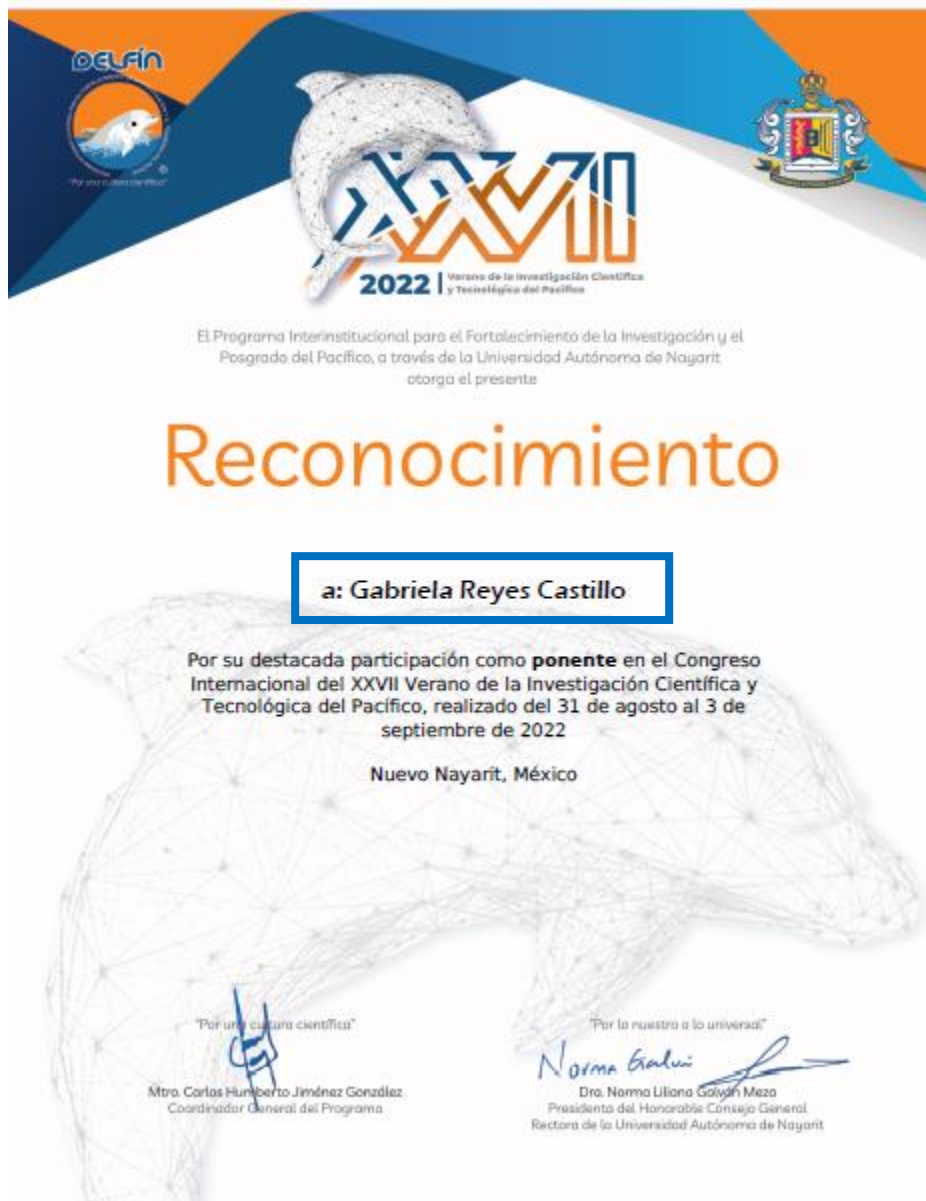 DELFÍN
"Por una cultura científica"
XXVII
2022 | Verano de la Investigación Científica
y Tecnológica del Pacífico
El Programa Interinstitucional para el Fortalecimiento de la Investigación y el
Posgrado del Pacífico, a través de la Universidad Autónoma de Nayarit
otorga el presente
Reconocimiento
a: Gabriela Reyes Castillo
Por su destacada participación como ponente en el Congreso
Internacional del XXVII Verano de la Investigación Científica y
Tecnológica del Pacífico, realizado del 31 de agosto al 3 de
septiembre de 2022
Nuevo Nayarit, México
"Por una cultura científica"
Mtro. Carlos Humberto Jiménez González
Coordinador General del Programa
"Por lo nuestro a lo universal"
Norma Galván
Dra. Norma Liliana Galván Meza
Presidenta del Honorable Consejo General
Rectora de la Universidad Autónoma de Nayarit